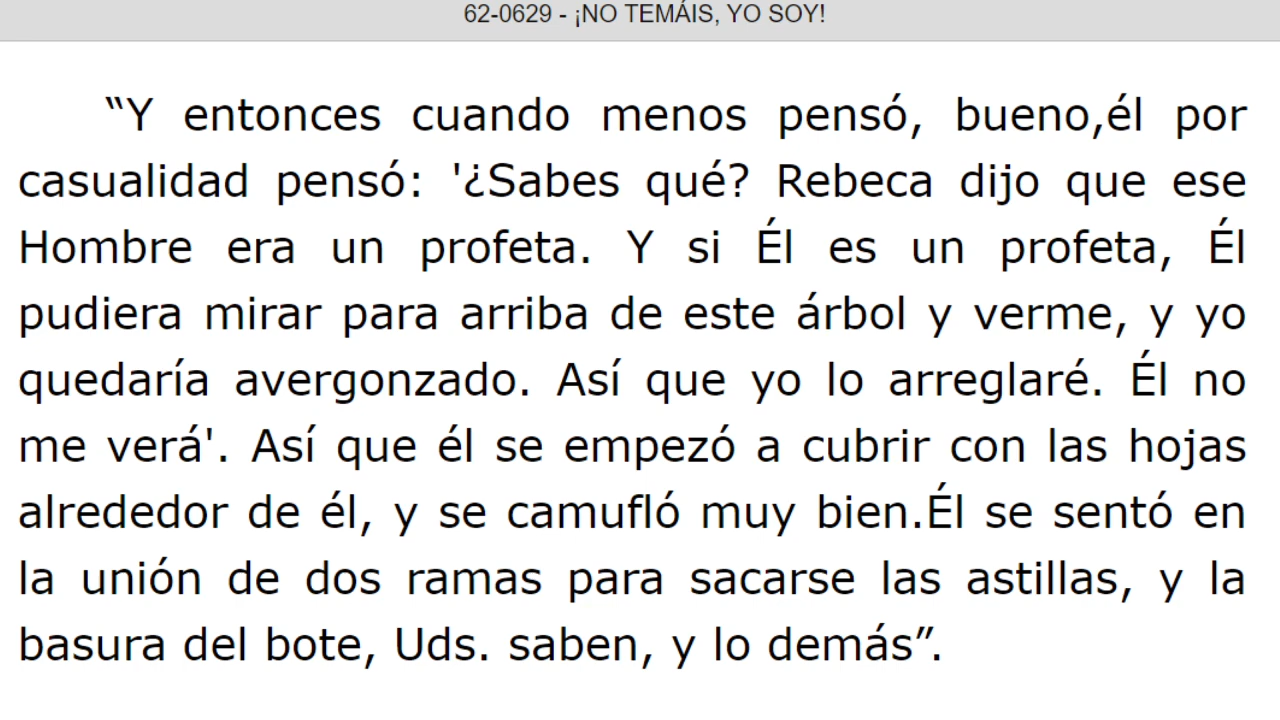 62-0629 - ¡NO TEMÁIS, YO SOY!
“Y entonces cuando menos pensó, bueno,él por
casualidad pensó: '¿Sabes qué? Rebeca dijo que ese
Hombre era un profeta. Y si Él es un profeta, Él
pudiera mirar para arriba de este árbol y verme, y yo
quedaría avergonzado. Así que yo lo arreglaré. Él no
me verá'. Así que él se empezó a cubrir con las hojas
alrededor de él, y se camufló muy bien.Él se sentó en
la unión de dos ramas para sacarse las astillas, y la
basura del bote, Uds. saben, y lo demás”.